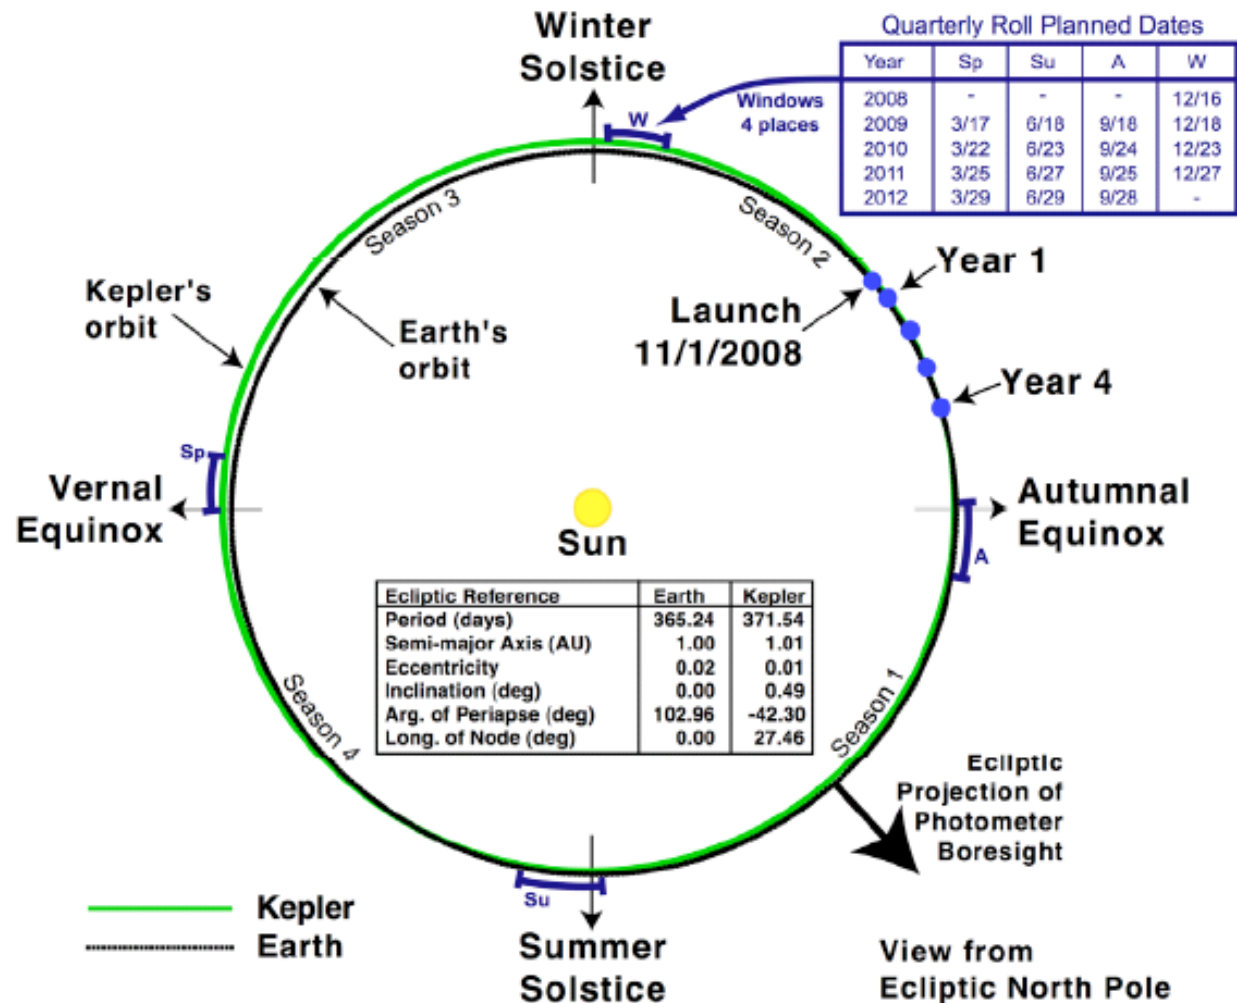 Quarterly Roll Planned Dates
Year Sp Su A W
2008 - - - 12/16
2009 3/17 6/18 9/18 12/18
2010 3/22 6/23 9/24 12/23
2011 3/25 6/27 9/25 12/27
2012 3/29 6/29 9/28 -
Winter
Solstice
Windows
4 places
W
Season 3
Season 2
Kepler's
orbit
Earth's
orbit
Launch
11/1/2008
Year 1
Year 4
Sp
Vernal
Equinox
Sun
Autumnal
Equinox
A
Ecliptic Reference Earth Kepler
Period (days) 365.24 371.54
Semi-major Axis (AU) 1.00 1.01
Eccentricity 0.02 0.01
Inclination (deg) 0.00 0.49
Arg. of Periapse (deg) 102.96 -42.30
Long. of Node (deg) 0.00 27.46
Season 4
Season 1
Ecliptic
Projection of
Photometer
Boresight
Su
Summer
Solstice
Kepler
Earth
View from
Ecliptic North Pole